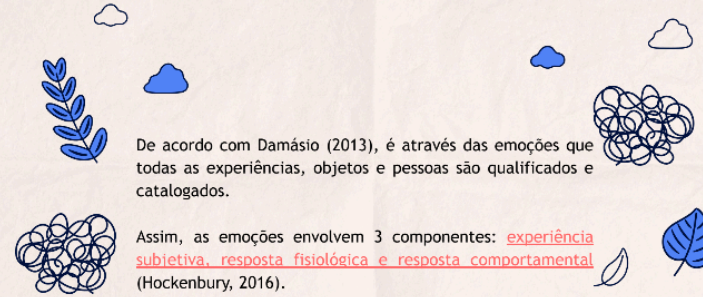 De acordo com Damásio (2013), é através das emoções que
todas as experiências, objetos e pessoas são qualificados e
catalogados.
Assim, as emoções envolvem 3 componentes: experiência
subjetiva, resposta fisiológica e resposta comportamental
(Hockenbury, 2016).